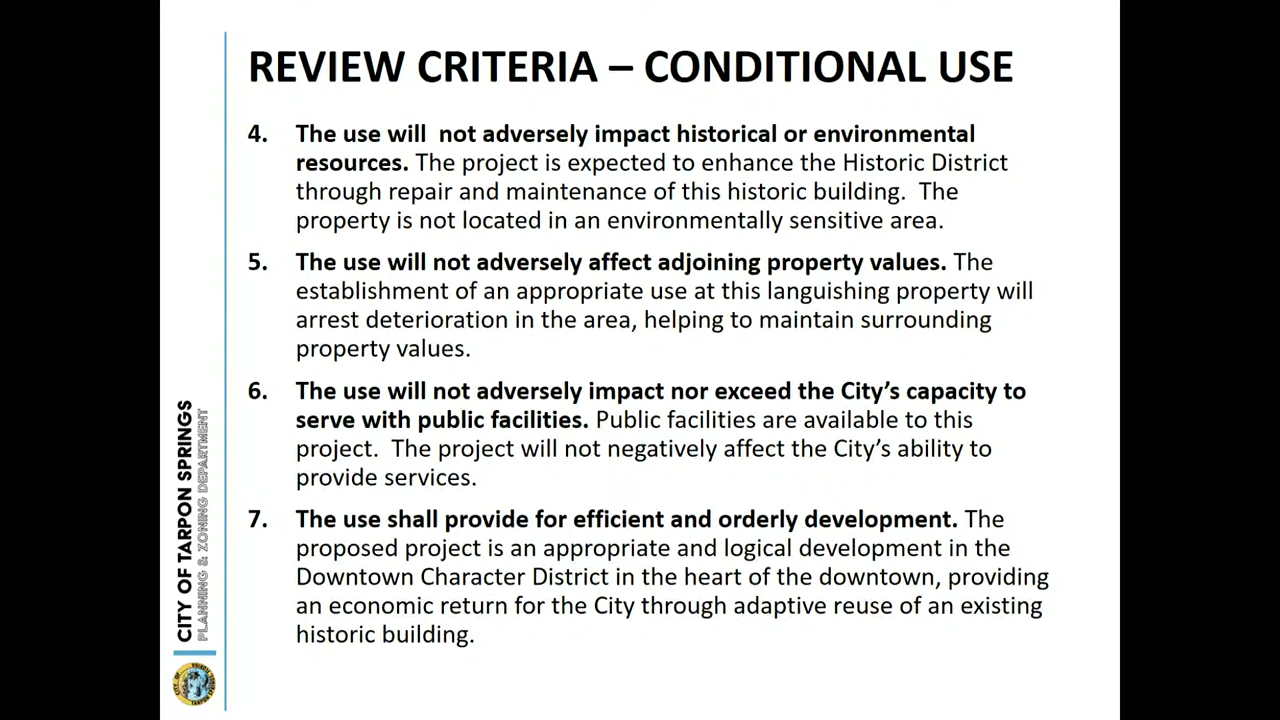 REVIEW CRITERIA – CONDITIONAL USE
4. The use will  not adversely impact historical or environmental
resources. The project is expected to enhance the Historic District
through repair and maintenance of this historic building.  The
property is not located in an environmentally sensitive area.
5. The use will not adversely affect adjoining property values. The
establishment of an appropriate use at this languishing property will
arrest deterioration in the area, helping to maintain surrounding
property values.
6. The use will not adversely impact nor exceed the City’s capacity to
serve with public facilities. Public facilities are available to this
project.  The project will not negatively affect the City’s ability to
provide services.
7. The use shall provide for efficient and orderly development. The
proposed project is an appropriate and logical development in the
Downtown Character District in the heart of the downtown, providing
an economic return for the City through adaptive reuse of an existing
historic building.
CITY OF TARPON SPRINGS
PLANNING & ZONING DEPARTMENT